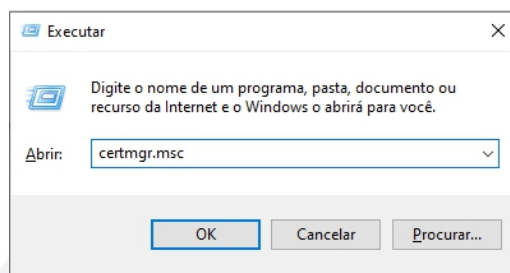 Executar
Digite o nome de um programa, pasta, documento ou
recurso da Internet e o Windows o abrirá para você.
Abrir: certmgr.msc
OK Cancelar Procurar...